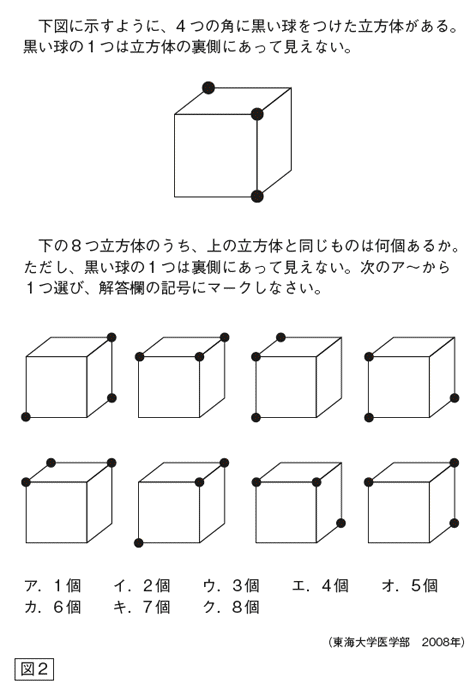 下図に示すように、４つの角に黒い球をつけた立方体がある。
黒い球の１つは立方体の裏側にあって見えない。
下の８つ立方体のうち、上の立方体と同じものは何個あるか。
ただし、黒い球の１つは裏側にあって見えない。次のア～から
１つ選び、解答欄の記号にマークしなさい。
ア．１個　イ．２個　ウ．３個　エ．４個　オ．５個
カ．６個　キ．７個　ク．８個
（東海大学医学部　2008年）
図２